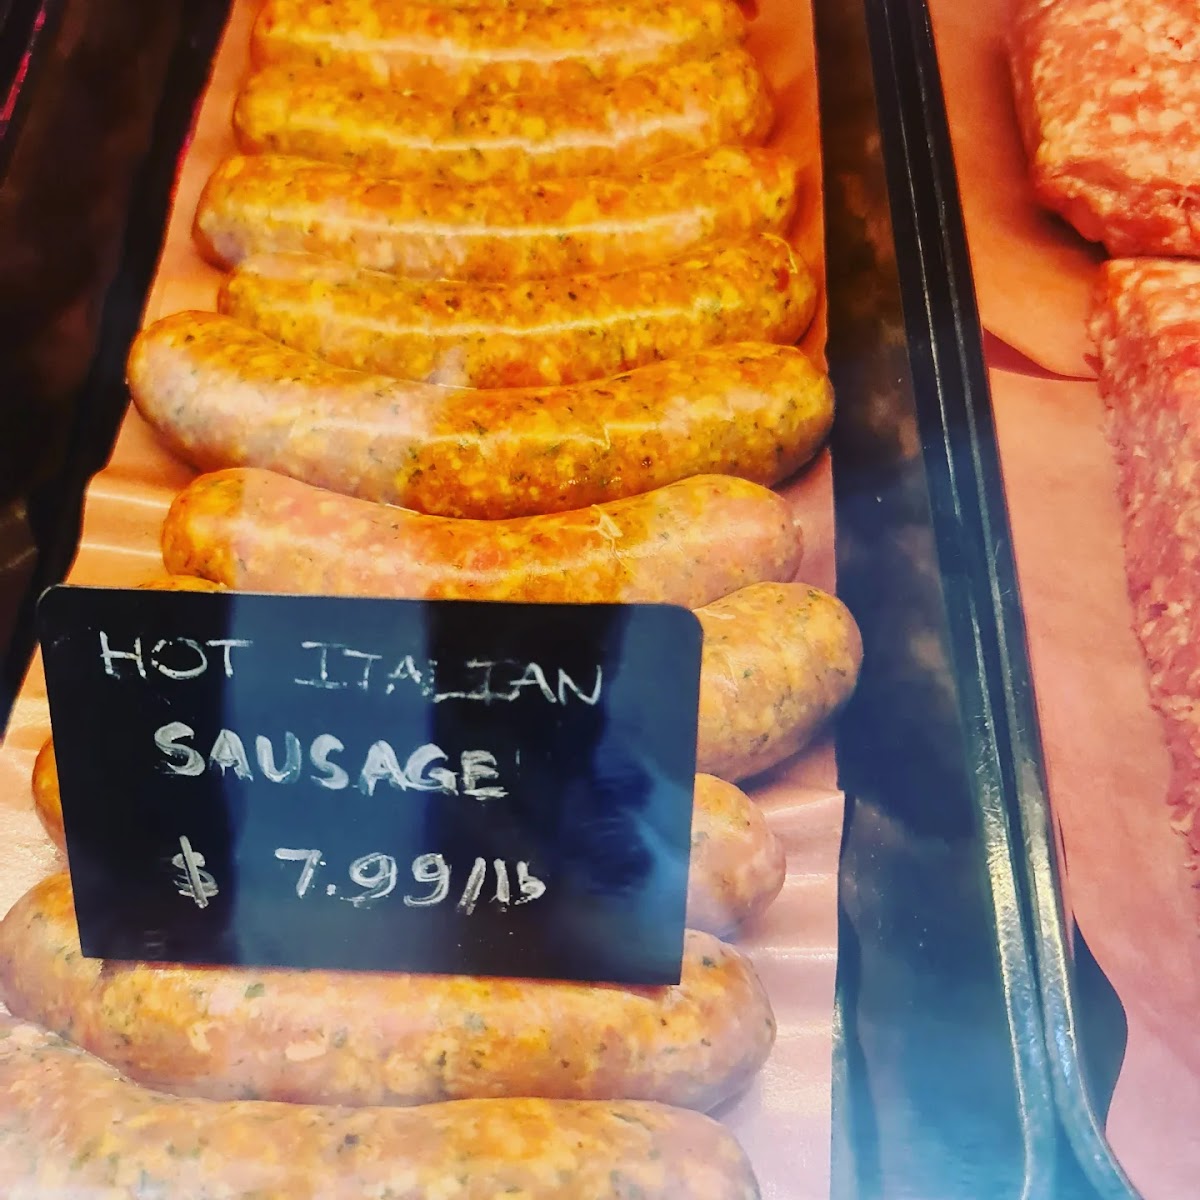 HOT ITALIAN
SAUSAGE
$ 7.99/lb